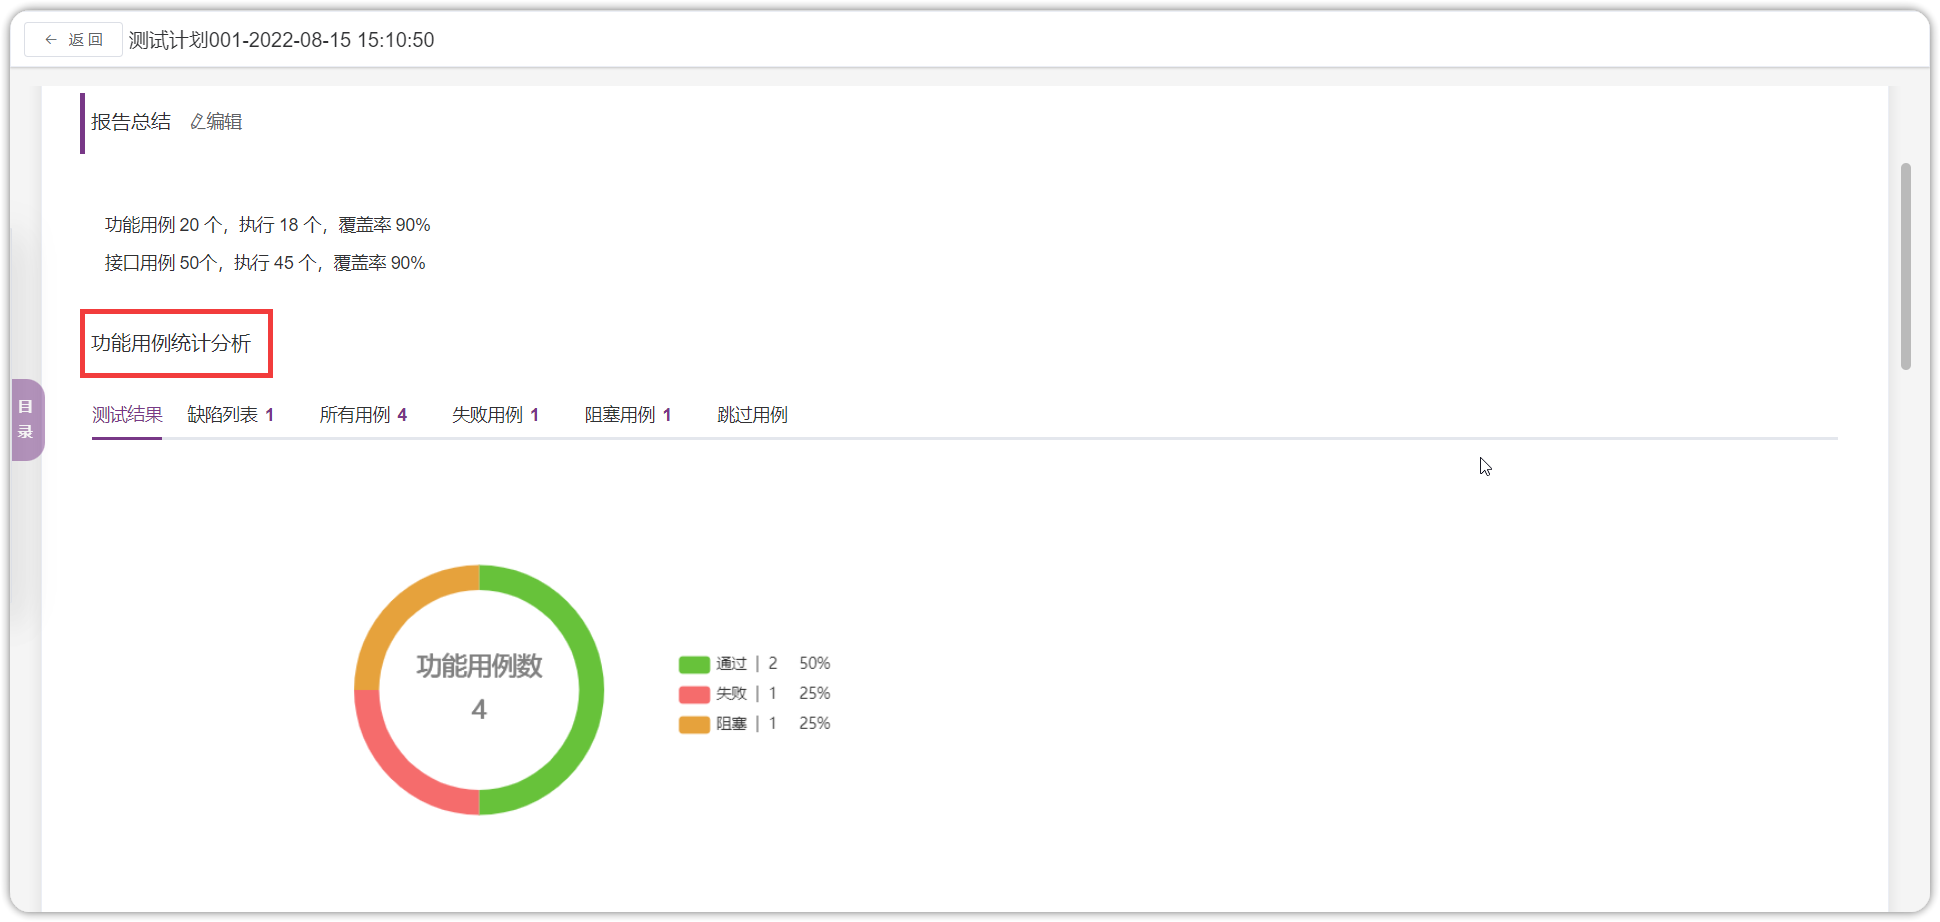 ← 返 回 测试计划001-2022-08-15 15:10:50
报告总结 编辑
功能用例 20 个，执行 18 个，覆盖率 90%
接口用例 50个，执行 45 个，覆盖率 90%
功能用例统计分析
目
录
测试结果 缺陷列表 1 所有用例 4 失败用例 1 阻塞用例 1 跳过用例
功能用例数
4
通过 | 2 50%
失败 | 1 25%
阻塞 | 1 25%